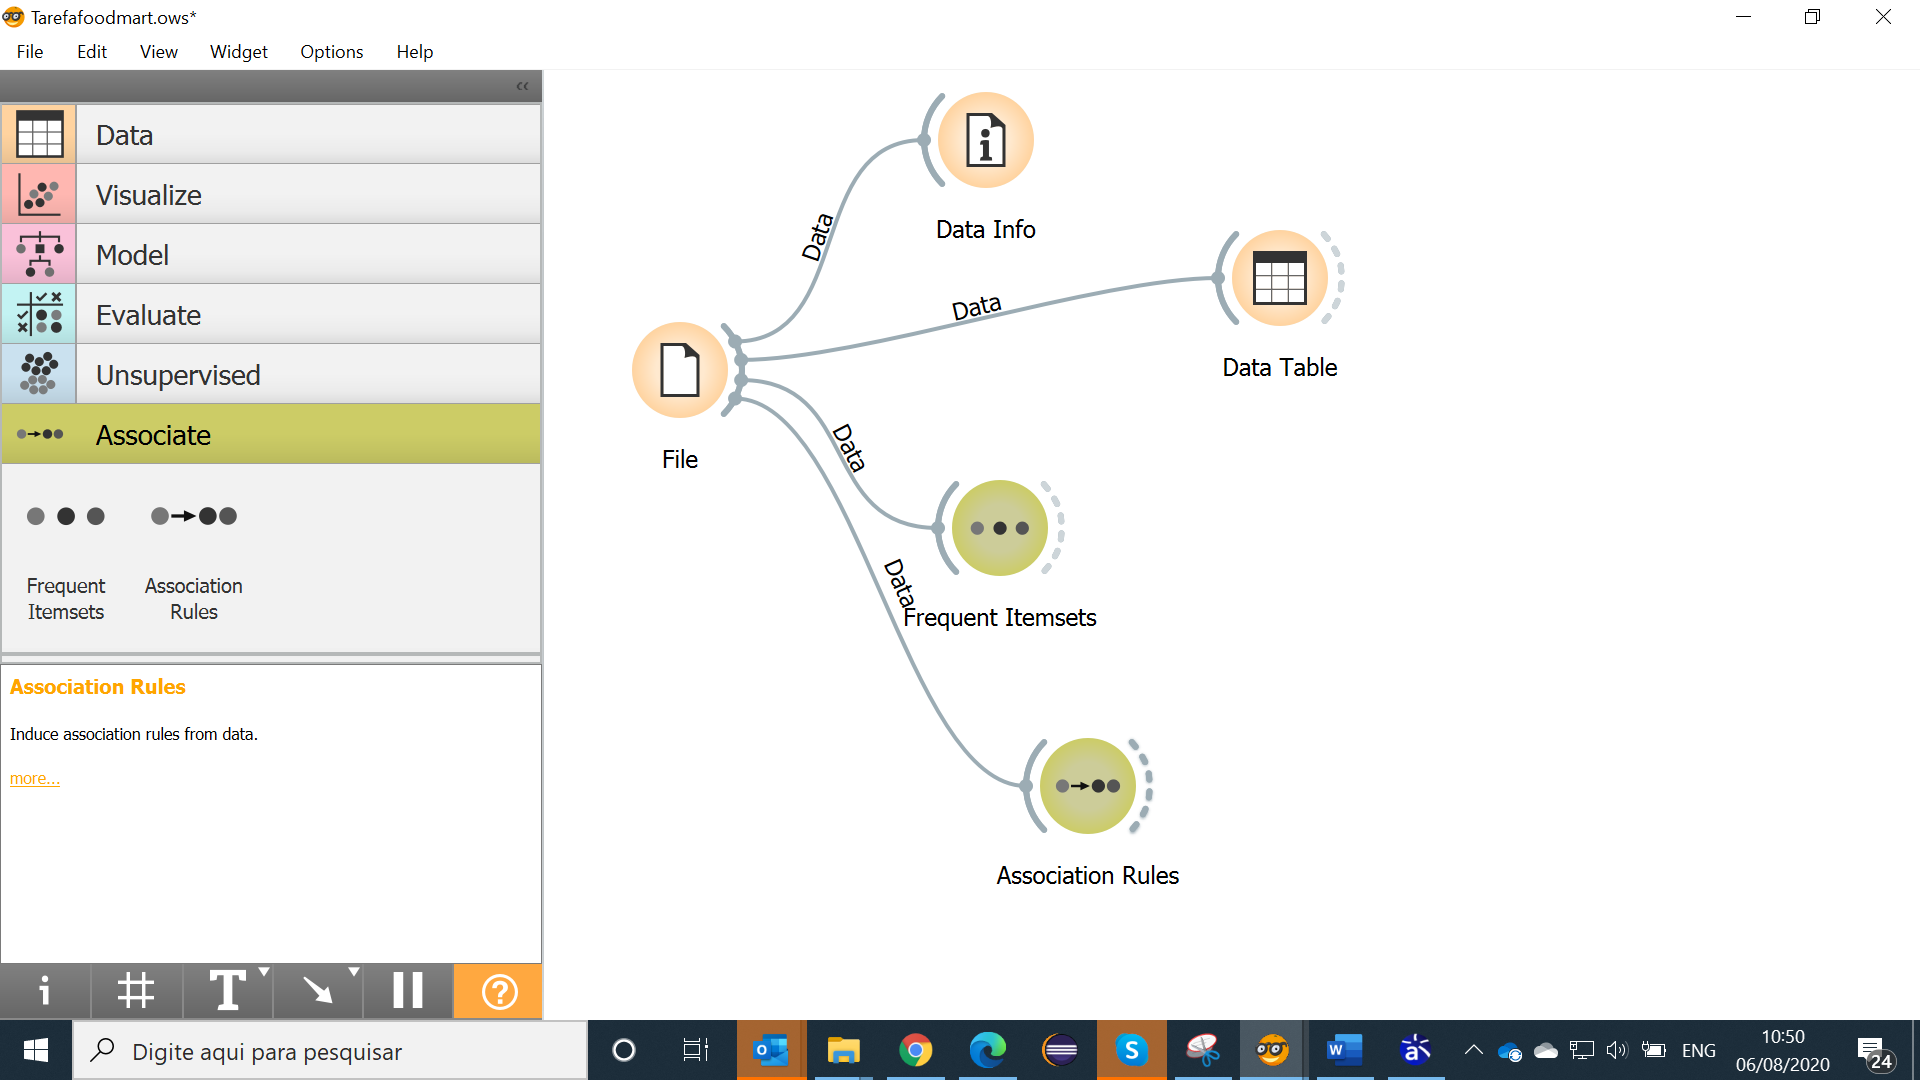 Tarefafoodmart.ows*
File Edit View Widget Options Help
Data
Visualize
Model
Evaluate
Unsupervised
Associate
Frequent
Itemsets
Association
Rules
Association Rules
Induce association rules from data.
more...
Data
Data Info
Data
Data Table
File
Data
Frequent Itemsets
Data
Association Rules
Digite aqui para pesquisar
ENG
10:50
06/08/2020
24